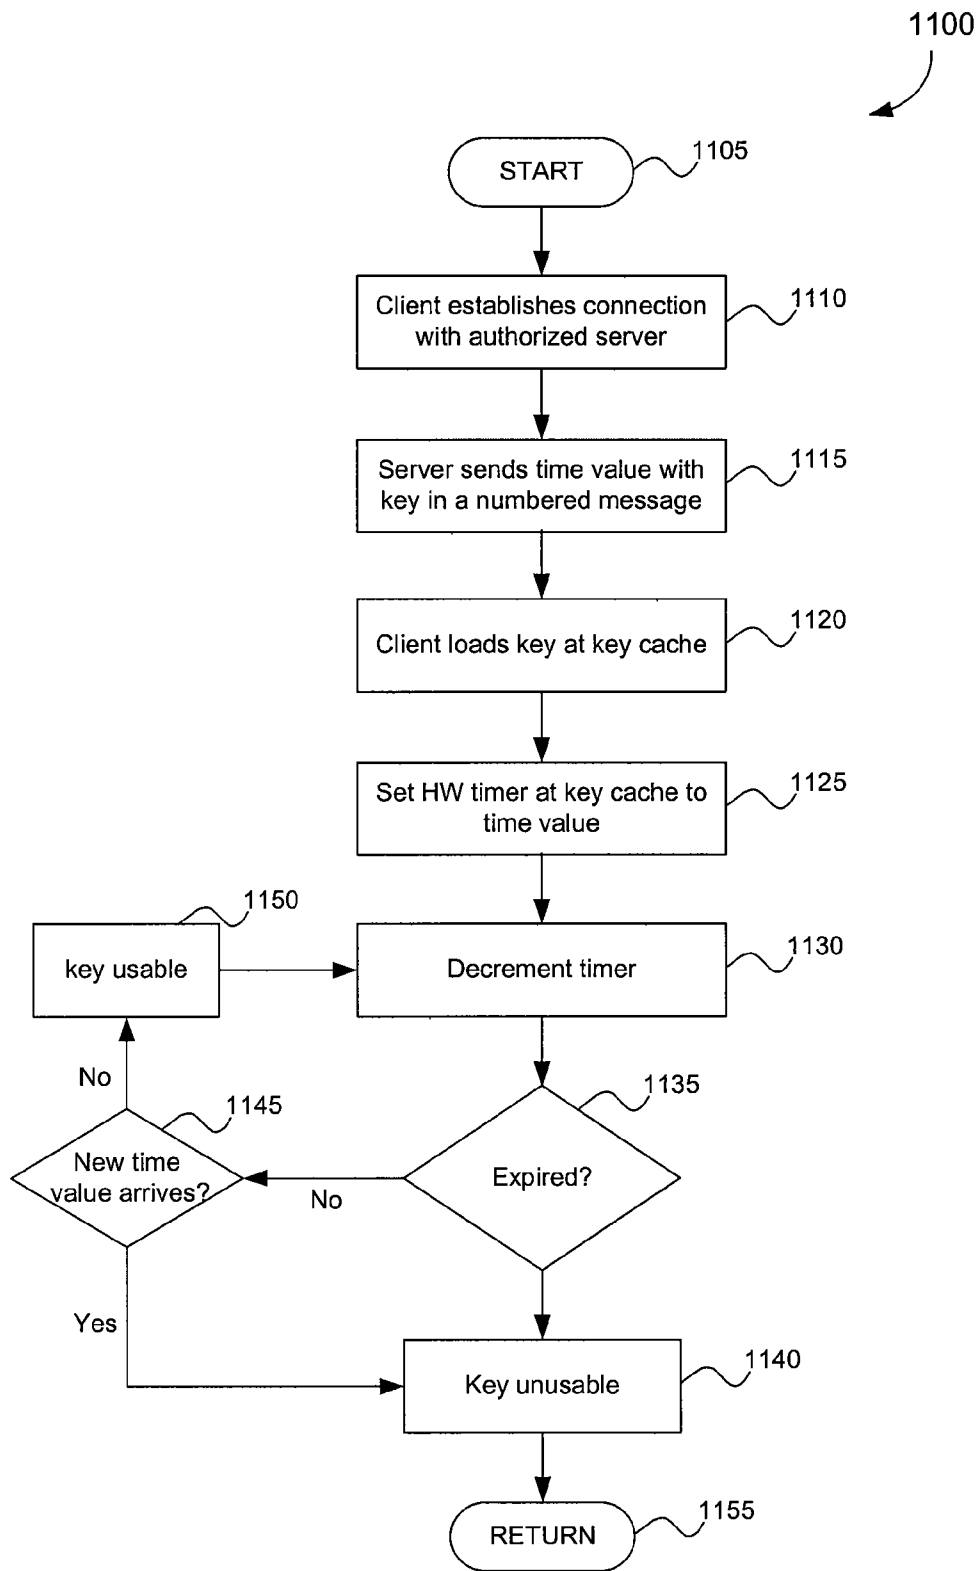 1100
START
1105
Client establishes connection
with authorized server
1110
Server sends time value with
key in a numbered message
1115
Client loads key at key cache
1120
Set HW timer at key cache to
time value
1125
1150
key usable
Decrement timer
1130
No
1145
New time
value arrives?
No
1135
Expired?
Yes
Key unusable
1140
RETURN
1155